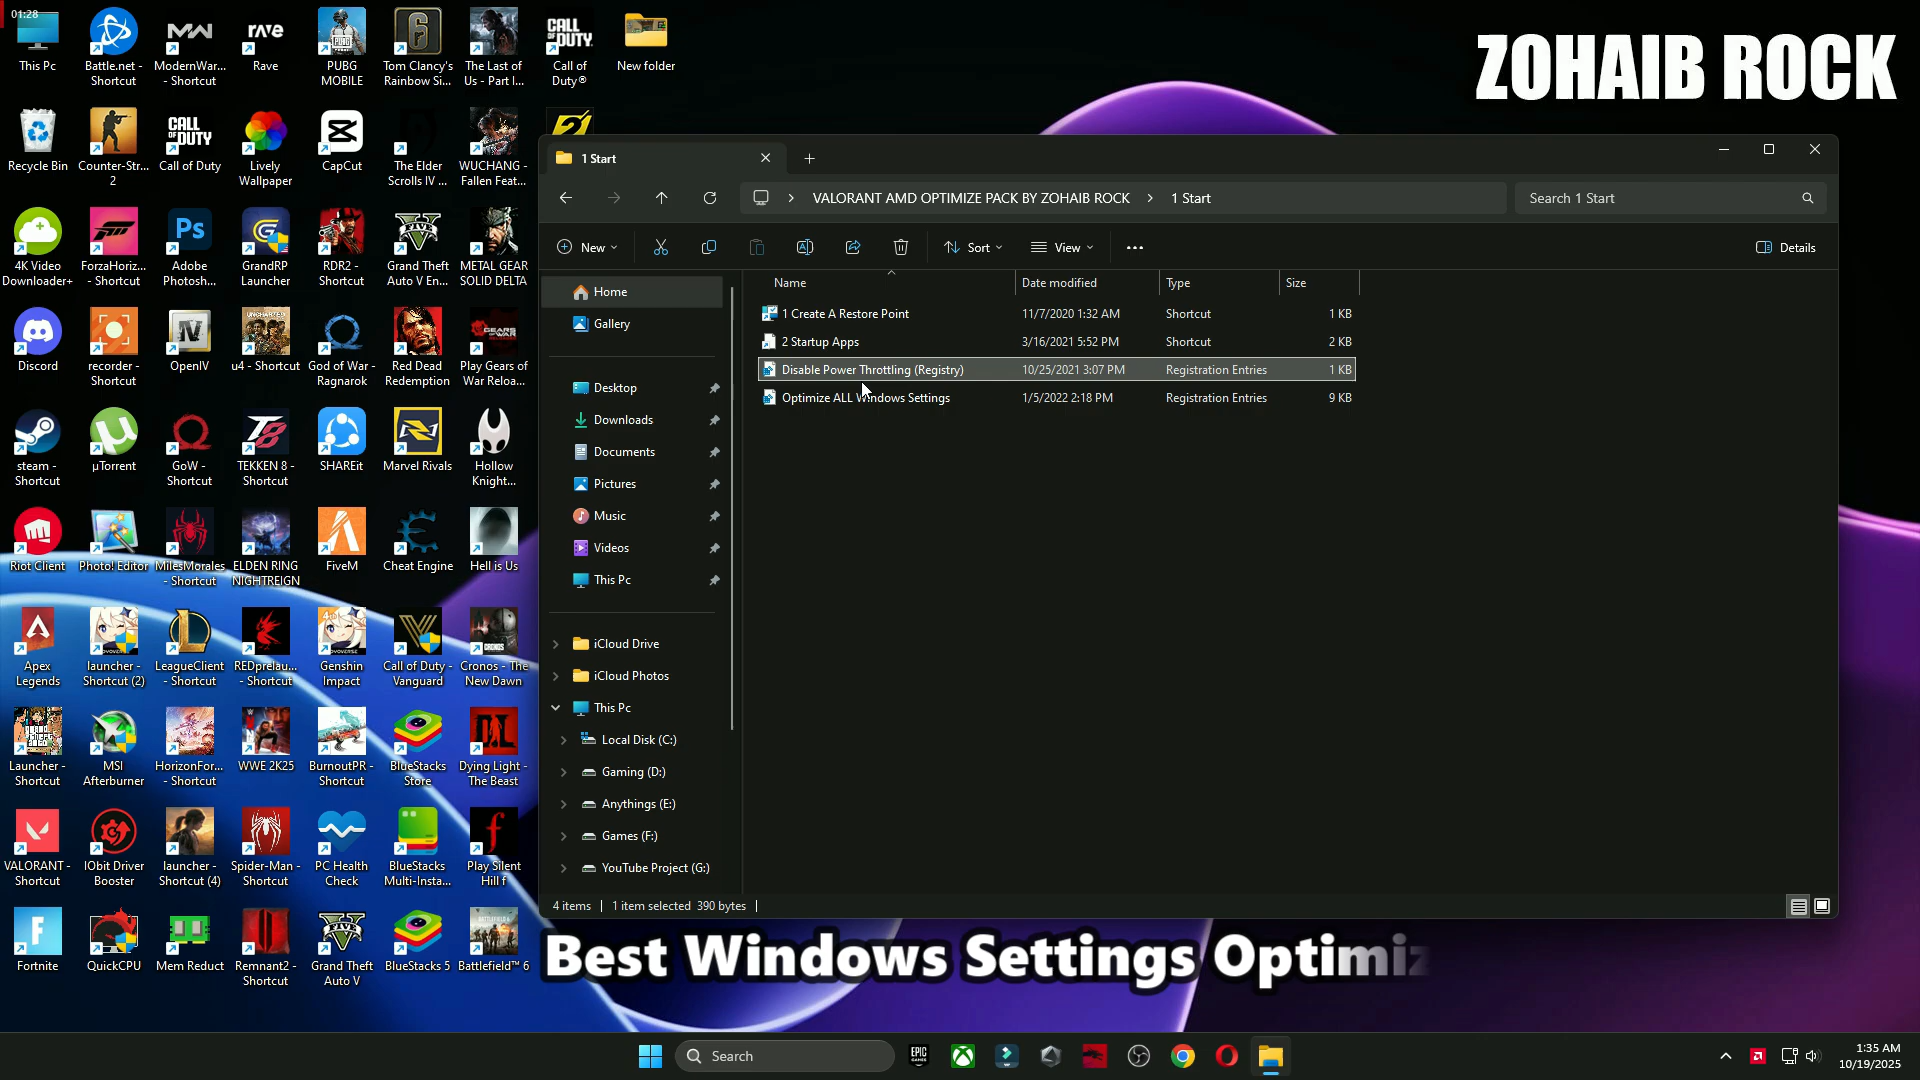 01:28
ZOHAIB ROCK
This Pc
Battle.net - Shortcut
ModernWar... - Shortcut
Rave
PUBG MOBILE
Tom Clancy's Rainbow Si...
The Last of Us - Part I...
Call of Duty®
New folder
Recycle Bin
Counter-Str... 2
Call of Duty
Lively Wallpaper
CapCut
The Elder Scrolls IV ...
WUCHANG - Fallen Feat...
4K Video Downloader+
ForzaHoriz... - Shortcut
Adobe Photosh...
GrandRP Launcher
RDR2 - Shortcut
Grand Theft Auto V En...
METAL GEAR SOLID DELTA
Discord
recorder - Shortcut
OpenIV
u4 - Shortcut
God of War - Ragnarok
Red Dead Redemption
Play Gears of War Reloa...
steam - Shortcut
µTorrent
GoW - Shortcut
TEKKEN 8 - Shortcut
SHAREit
Marvel Rivals
Hollow Knight...
Riot Client
Photo! Editor
MilesMorales - Shortcut
ELDEN RING NIGHTREIGN
FiveM
Cheat Engine
Hell is Us
Apex Legends
launcher - Shortcut (2)
LeagueClient - Shortcut
REDprelau... - Shortcut
Genshin Impact
Call of Duty - Vanguard
Cronos - The New Dawn
Launcher - Shortcut
MSI Afterburner
HorizonFor... - Shortcut
WWE 2K25
BurnoutPR - Shortcut
BlueStacks Store
Dying Light - The Beast
VALORANT - Shortcut
IObit Driver Booster
launcher - Shortcut (4)
Spider-Man - Shortcut
PC Health Check
BlueStacks Multi-Insta...
Play Silent Hill f
Fortnite
QuickCPU
Mem Reduct
Remnant2 - Shortcut
Grand Theft Auto V
BlueStacks 5
Battlefield™ 6
1 Start
VALORANT AMD OPTIMIZE PACK BY ZOHAIB ROCK > 1 Start
Search 1 Start
New
Sort
View
Details
Home
Gallery
Desktop
Downloads
Documents
Pictures
Music
Videos
This Pc
iCloud Drive
iCloud Photos
This Pc
Local Disk (C:)
Gaming (D:)
Anythings (E:)
Games (F:)
YouTube Project (G:)
Name Date modified Type Size
1 Create A Restore Point 11/7/2020 1:32 AM Shortcut 1 KB
2 Startup Apps 3/16/2021 5:52 PM Shortcut 2 KB
Disable Power Throttling (Registry) 10/25/2021 3:07 PM Registration Entries 1 KB
Optimize ALL Windows Settings 1/5/2022 2:18 PM Registration Entries 9 KB
4 items 1 item selected 390 bytes
Best Windows Settings Optimiz
Search
1:35 AM
10/19/2025